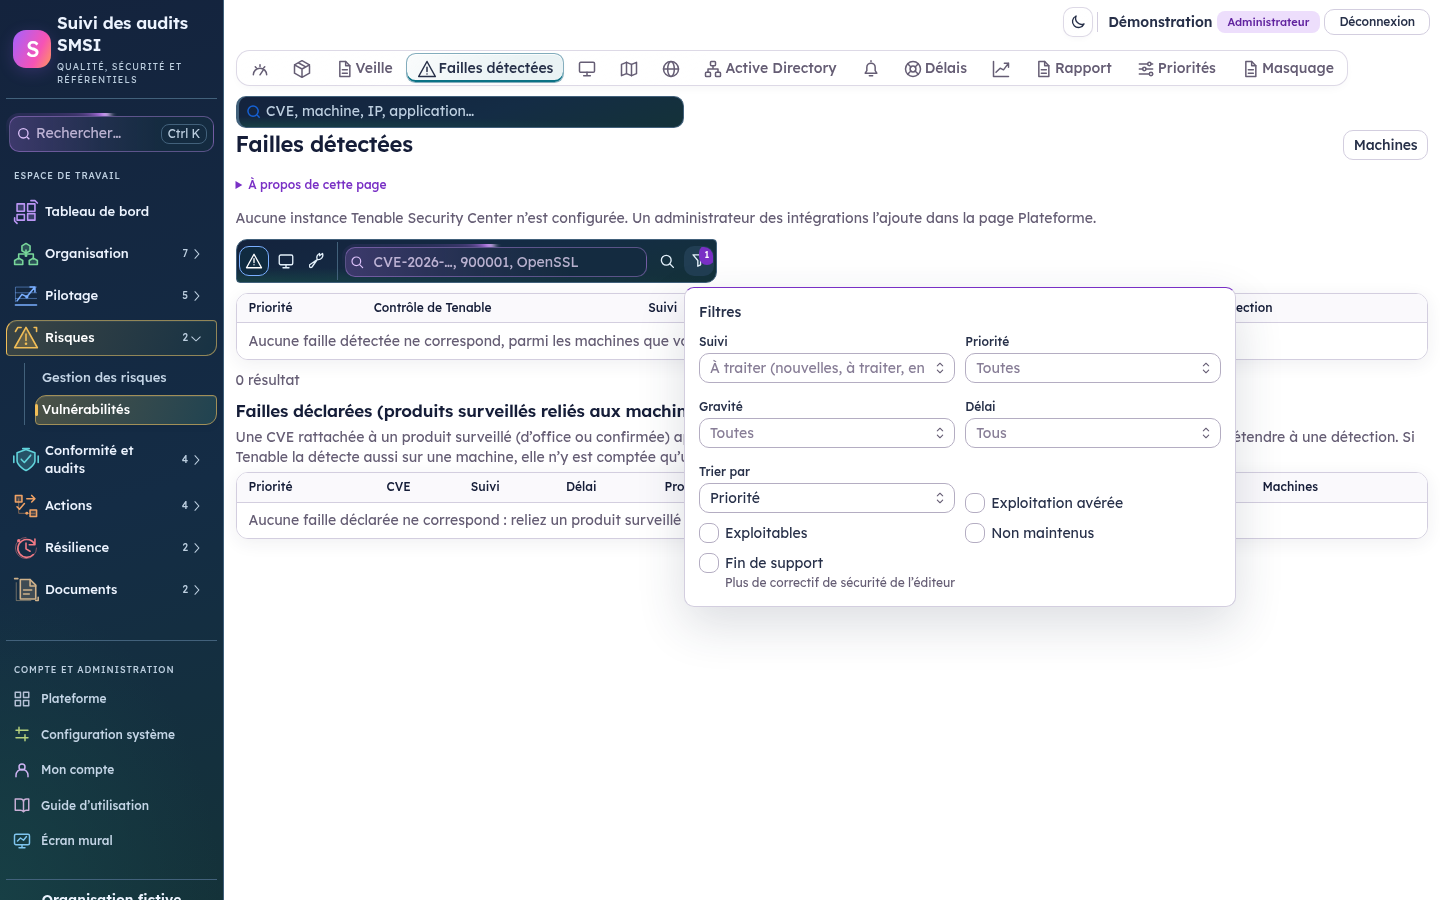 Suivi des audits
SMSI
QUALITÉ, SÉCURITÉ ET
RÉFÉRENTIELS
S
Rechercher...
Ctrl K
ESPACE DE TRAVAIL
Tableau de bord
Organisation
7
Pilotage
5
Risques
2
Gestion des risques
Vulnérabilités
Conformité et
audits
4
Actions
4
Résilience
2
Documents
2
COMPTE ET ADMINISTRATION
Plateforme
Configuration système
Mon compte
Guide d’utilisation
Écran mural
Organisation fictive
Démonstration
Administrateur
Déconnexion
Veille
Failles détectées
Active Directory
Délais
Rapport
Priorités
Masquage
CVE, machine, IP, application...
Failles détectées
Machines
À propos de cette page
Aucune instance Tenable Security Center n’est configurée. Un administrateur des intégrations l’ajoute dans la page Plateforme.
CVE-2026-..., 900001, OpenSSL
1
Priorité
Contrôle de Tenable
Suivi
ection
Aucune faille détectée ne correspond, parmi les machines que vo
0 résultat
Failles déclarées (produits surveillés reliés aux machin
Une CVE rattachée à un produit surveillé (d’office ou confirmée) a
étendre à une détection. Si
Tenable la détecte aussi sur une machine, elle n’y est comptée qu’u
Priorité
CVE
Suivi
Délai
Pro
Machines
Aucune faille déclarée ne correspond : reliez un produit surveillé
Filtres
Suivi
Priorité
À traiter (nouvelles, à traiter, en
Toutes
Gravité
Délai
Toutes
Tous
Trier par
Priorité
Exploitation avérée
Exploitables
Non maintenus
Fin de support
Plus de correctif de sécurité de l’éditeur